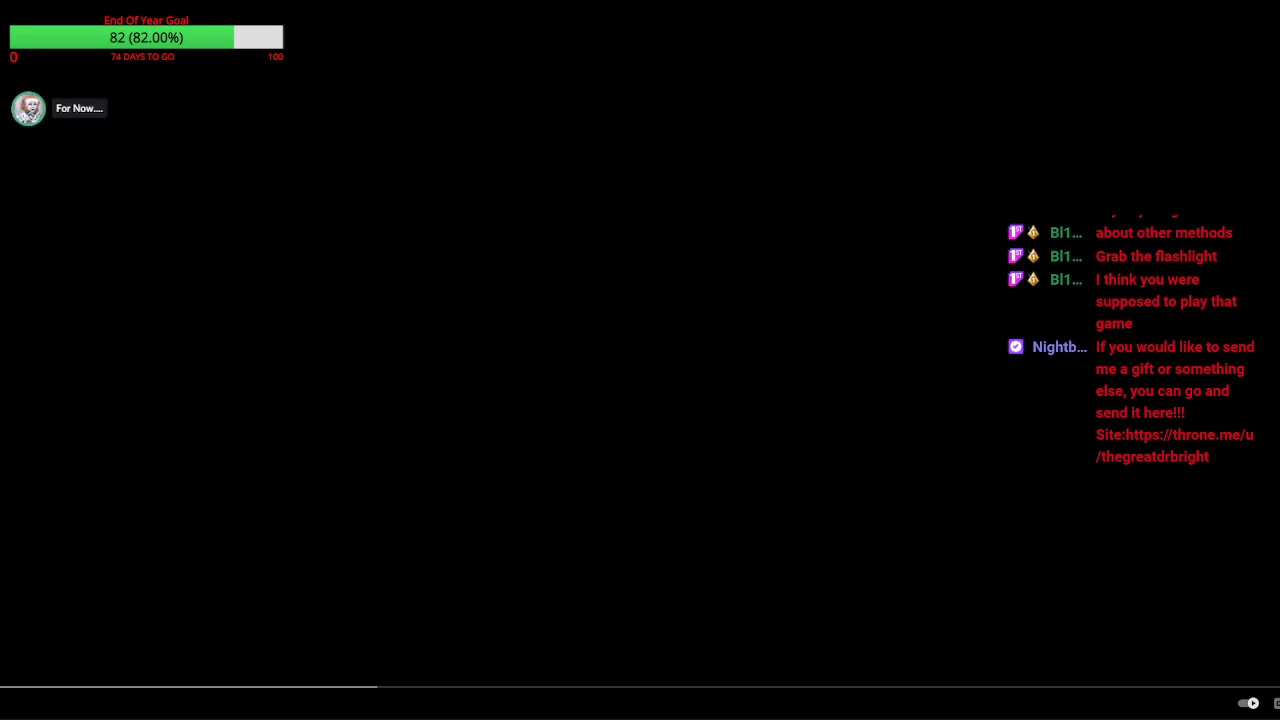 End Of Year Goal
82 (82.00%)
0
74 DAYS TO GO
100
For Now....
Bl1... about other methods
Bl1... Grab the flashlight
Bl1... I think you were
supposed to play that
game
Nightb... If you would like to send
me a gift or something
else, you can go and
send it here!!!
Site:https://throne.me/u
/thegreatdrbright